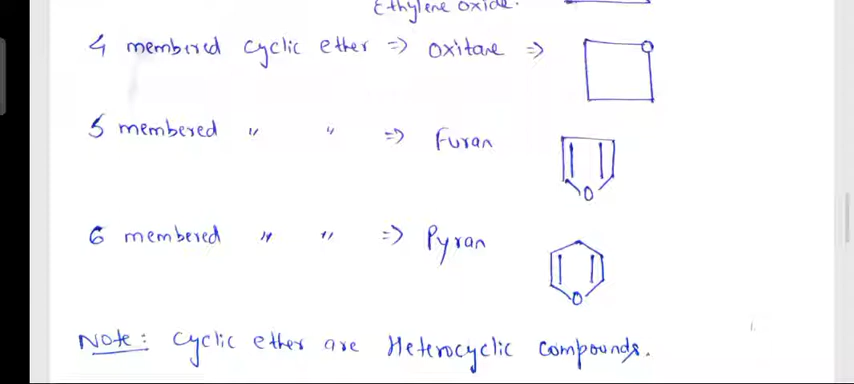 Ethylene oxide.
4 membered cyclic ether => Oxitane => O
5 membered " " => Furan O
6 membered " " => Pyran O
Note: Cyclic ether are Heterocyclic compounds.